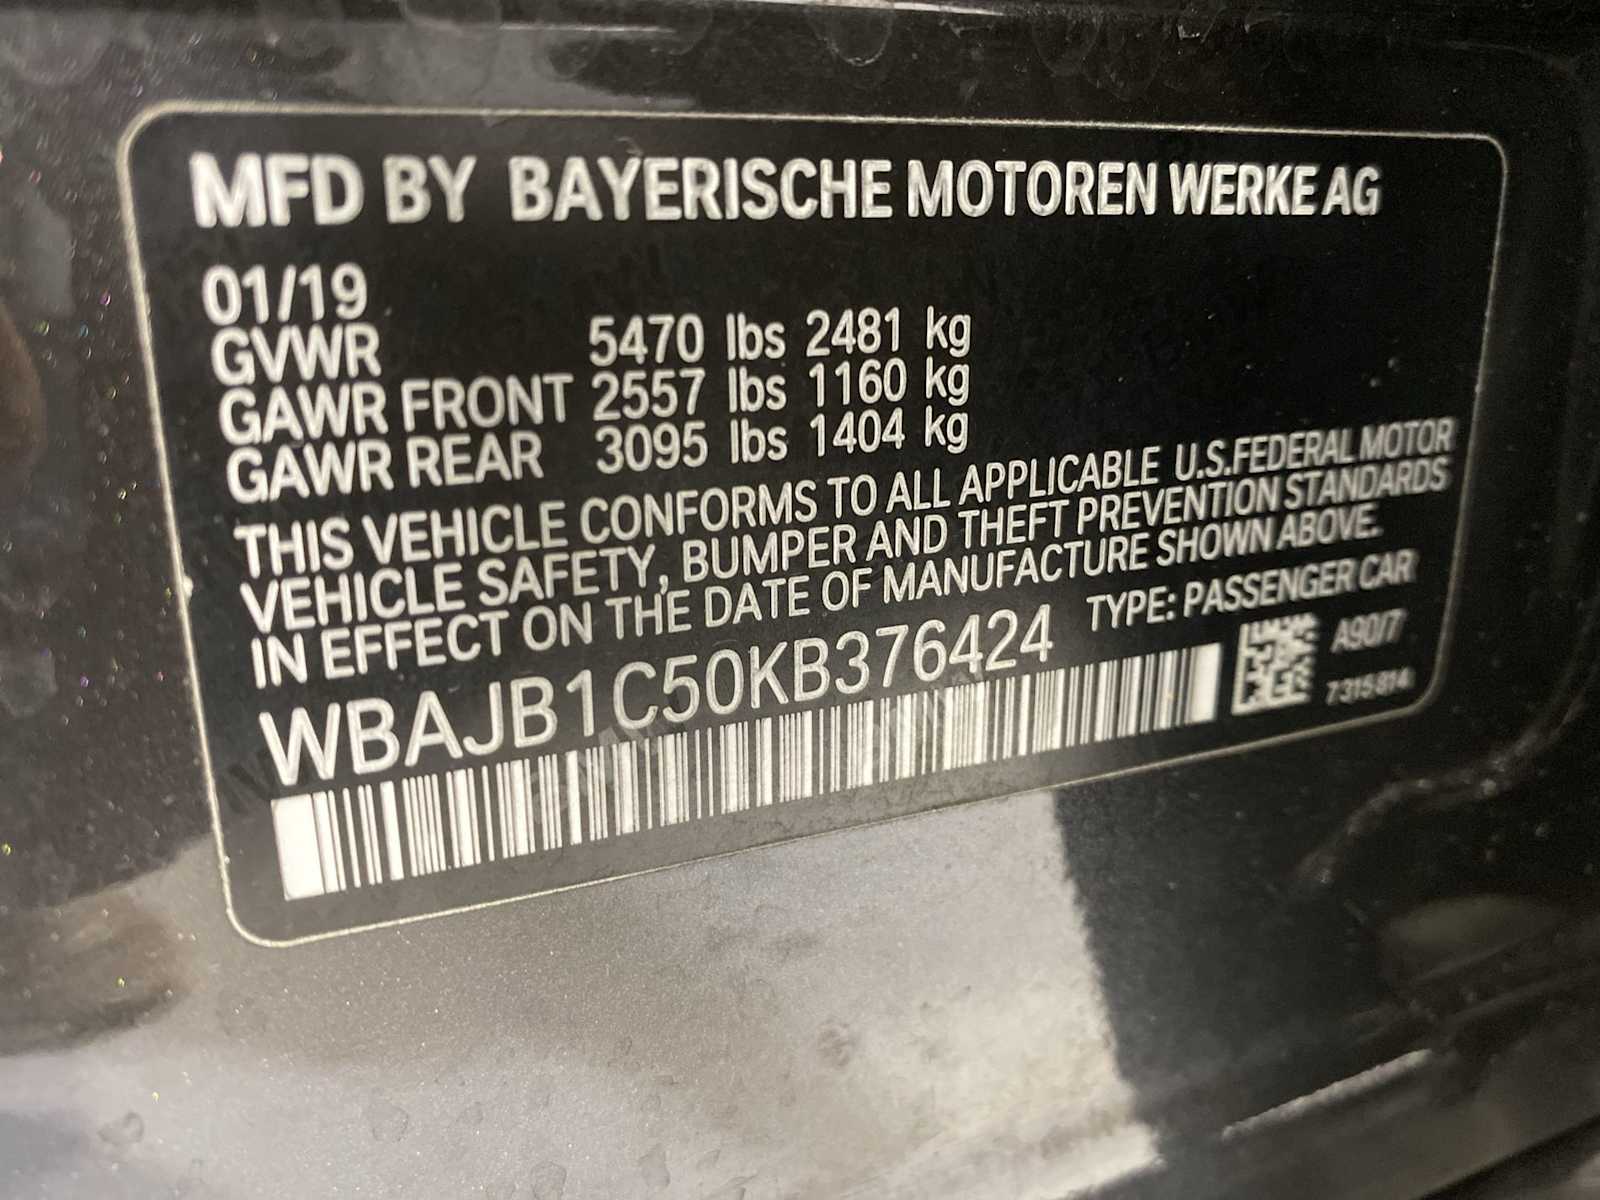 MFD BY BAYERISCHE MOTOREN WERKE AG
01/19
GVWR 5470 lbs 2481 kg
GAWR FRONT 2557 lbs 1160 kg
GAWR REAR 3095 lbs 1404 kg
THIS VEHICLE CONFORMS TO ALL APPLICABLE U.S.FEDERAL MOTOR
VEHICLE SAFETY, BUMPER AND THEFT PREVENTION STANDARDS
IN EFFECT ON THE DATE OF MANUFACTURE SHOWN ABOVE.
WBAJB1C50KB376424 TYPE: PASSENGER CAR
A90/7
7315814